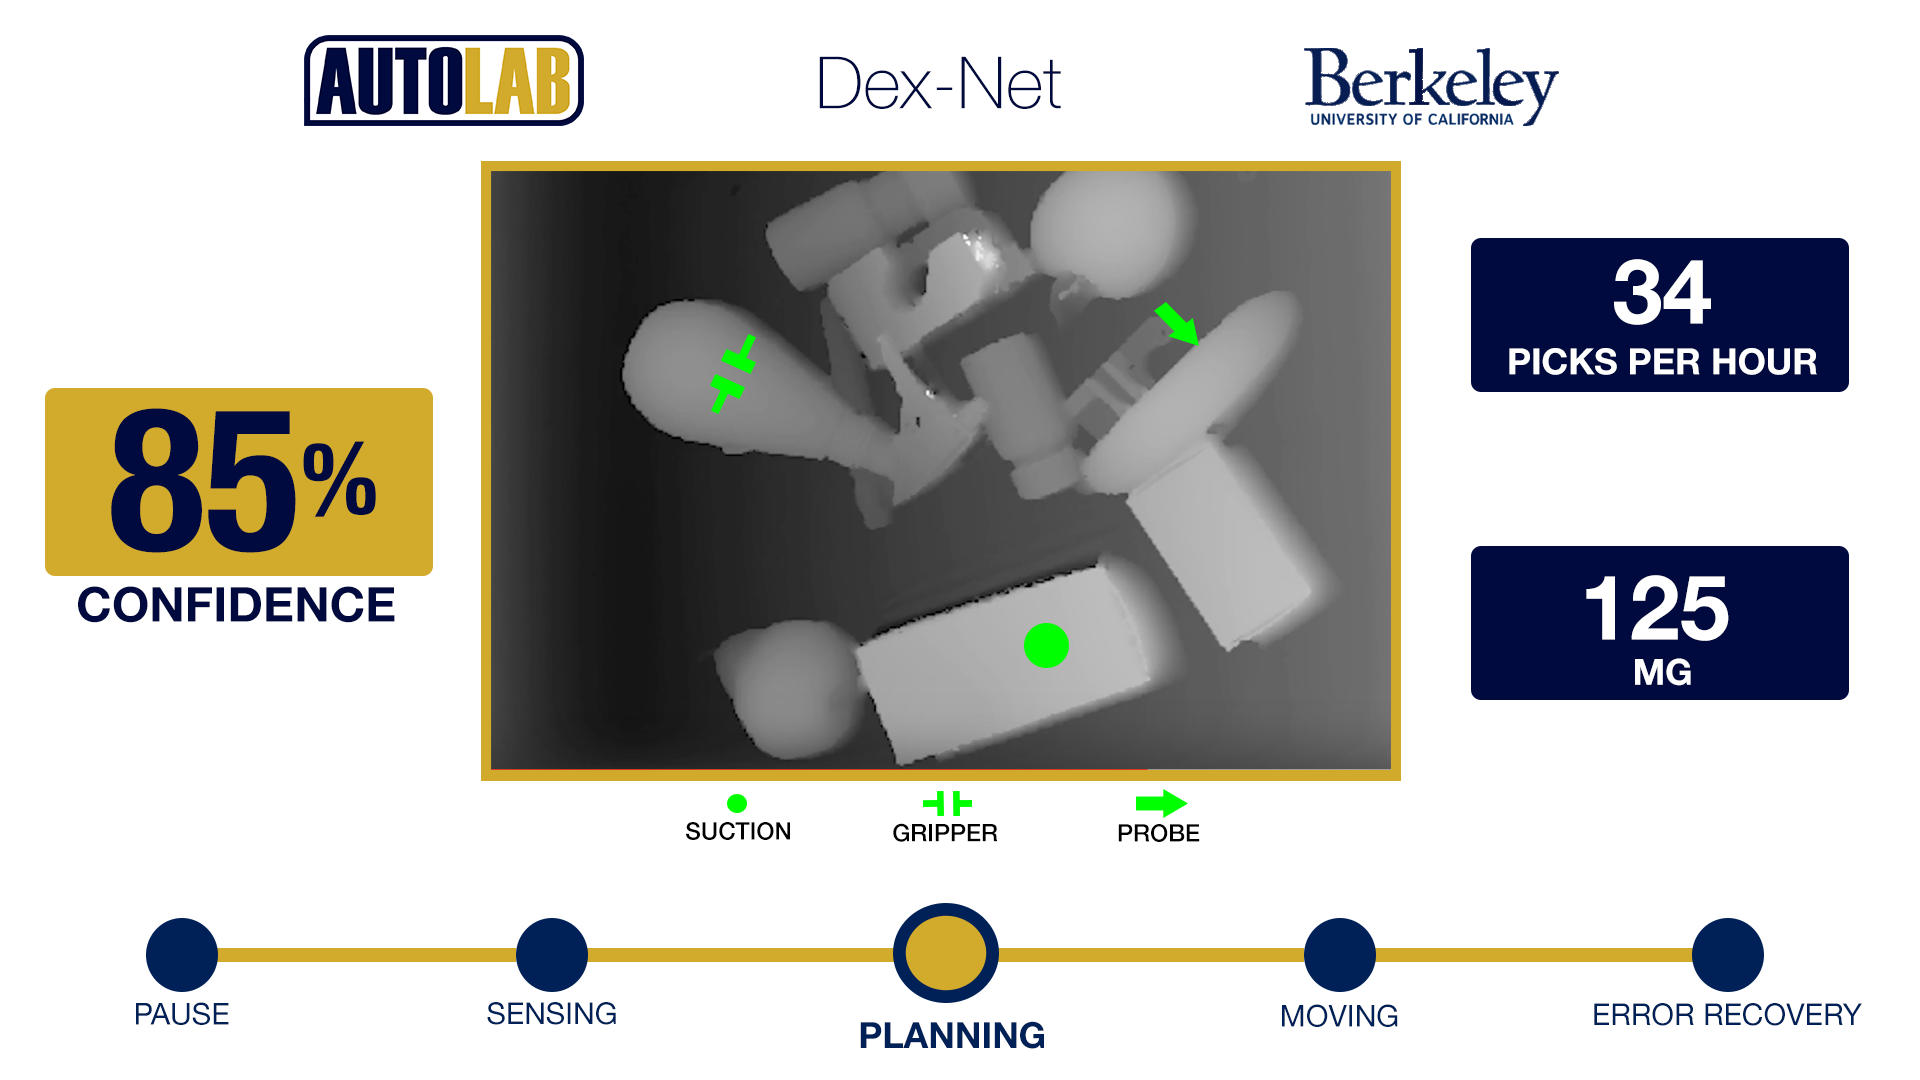 AUTOLAB
Dex-Net
Berkeley
UNIVERSITY OF CALIFORNIA
85%
CONFIDENCE
34
PICKS PER HOUR
125
MG
SUCTION
GRIPPER
PROBE
PAUSE
SENSING
PLANNING
MOVING
ERROR RECOVERY